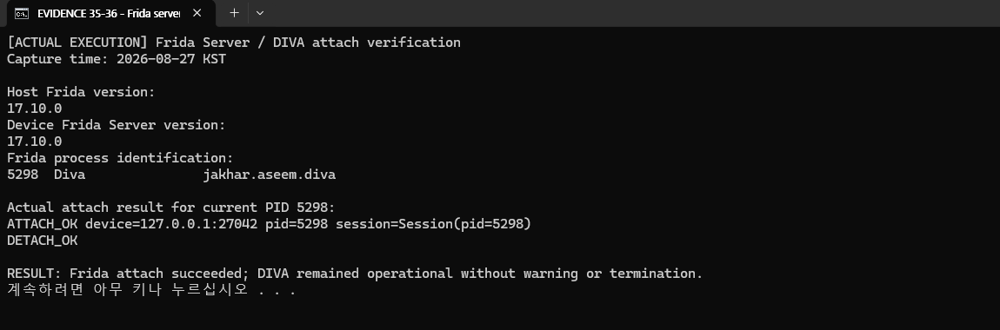 EVIDENCE 35-36 - Frida server
[ACTUAL EXECUTION] Frida Server / DIVA attach verification
Capture time: 2026-08-27 KST
Host Frida version:
17.10.0
Device Frida Server version:
17.10.0
Frida process identification:
5298  Diva                jakhar.aseem.diva
Actual attach result for current PID 5298:
ATTACH_OK device=127.0.0.1:27042 pid=5298 session=Session(pid=5298)
DETACH_OK
RESULT: Frida attach succeeded; DIVA remained operational without warning or termination.
계속하려면 아무 키나 누르십시오 . . .